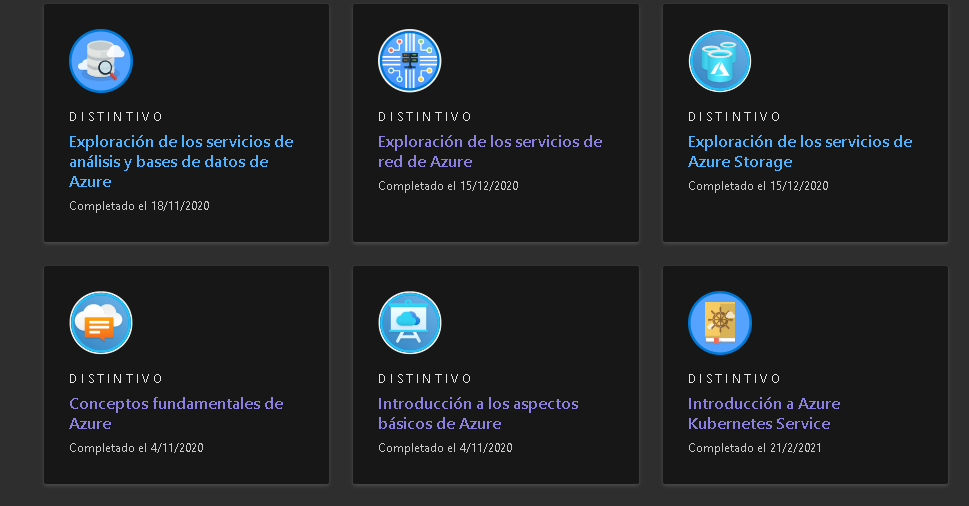 DISTINTIVO
Exploración de los servicios de
análisis y bases de datos de
Azure
Completado el 18/11/2020
DISTINTIVO
Exploración de los servicios de
red de Azure
Completado el 15/12/2020
DISTINTIVO
Exploración de los servicios de
Azure Storage
Completado el 15/12/2020
DISTINTIVO
Conceptos fundamentales de
Azure
Completado el 4/11/2020
DISTINTIVO
Introducción a los aspectos
básicos de Azure
Completado el 4/11/2020
DISTINTIVO
Introducción a Azure
Kubernetes Service
Completado el 21/2/2021